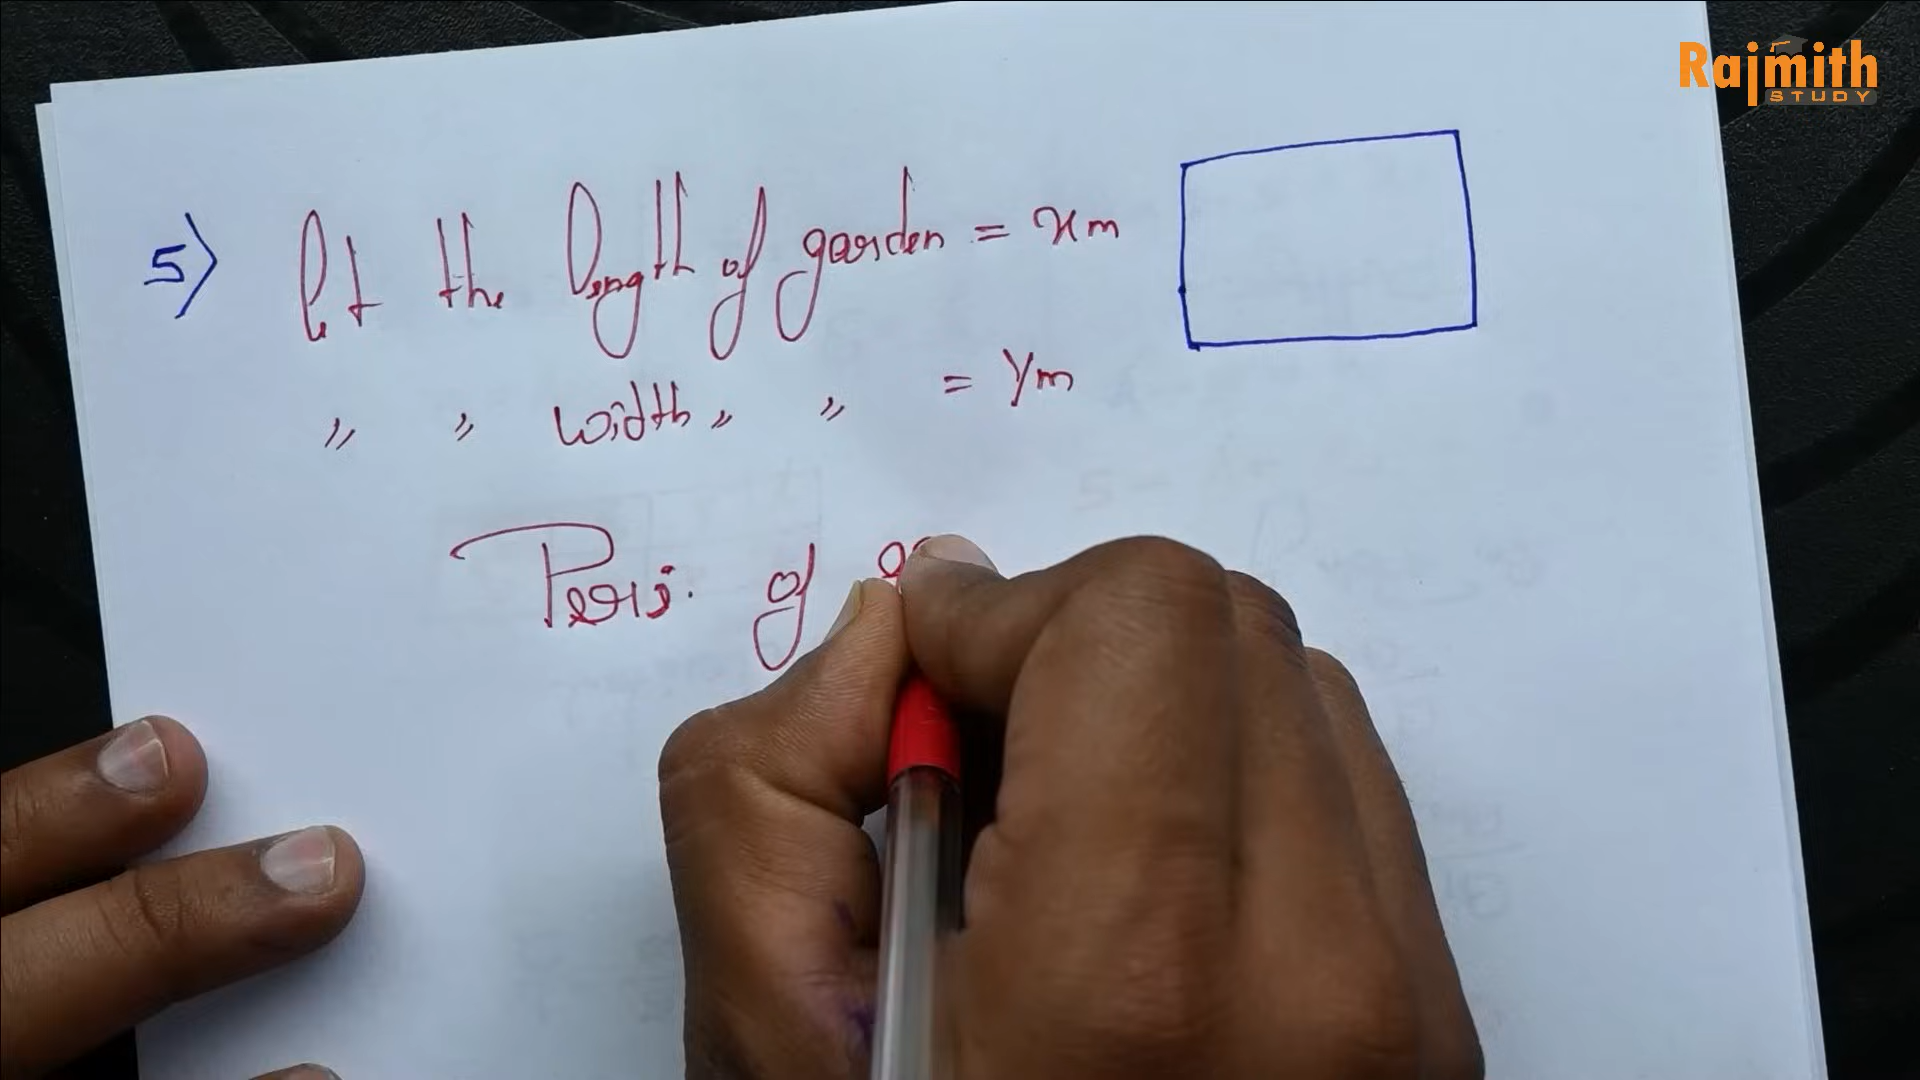 Rajmith
STUDY
5) let the length of garden = x m
" " width " " = y m
Peri. of